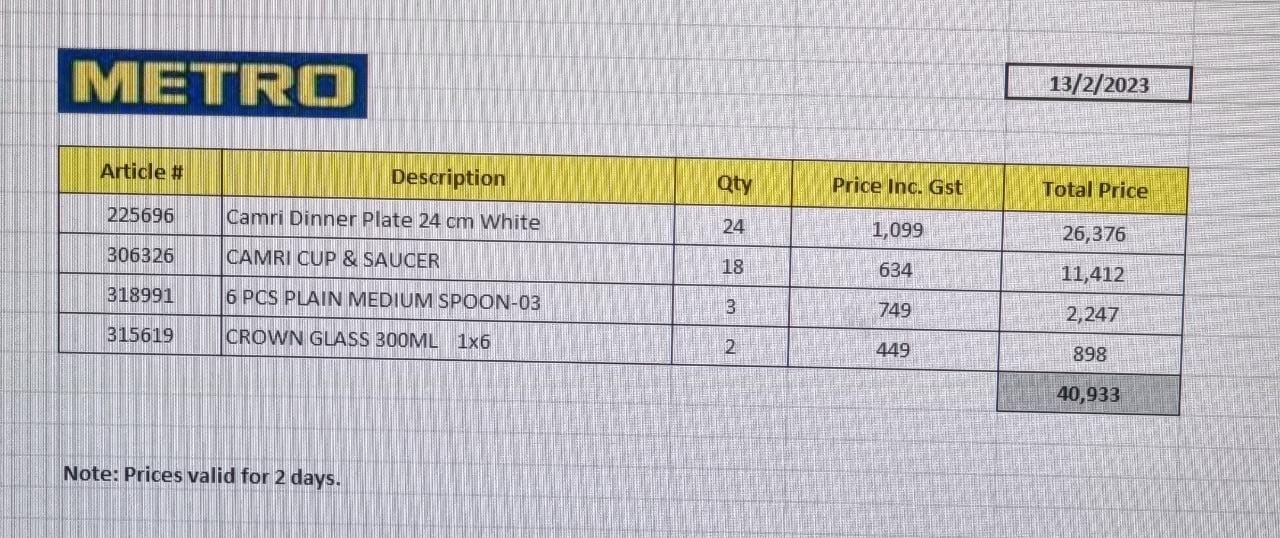 METRO
13/2/2023
Article # Description Qty Price Inc. Gst Total Price
225696 Camri Dinner Plate 24 cm White 24 1,099 26,376
306326 CAMRI CUP & SAUCER 18 634 11,412
318991 6 PCS PLAIN MEDIUM SPOON-03 3 749 2,247
315619 CROWN GLASS 300ML 1x6 2 449 898
40,933
Note: Prices valid for 2 days.